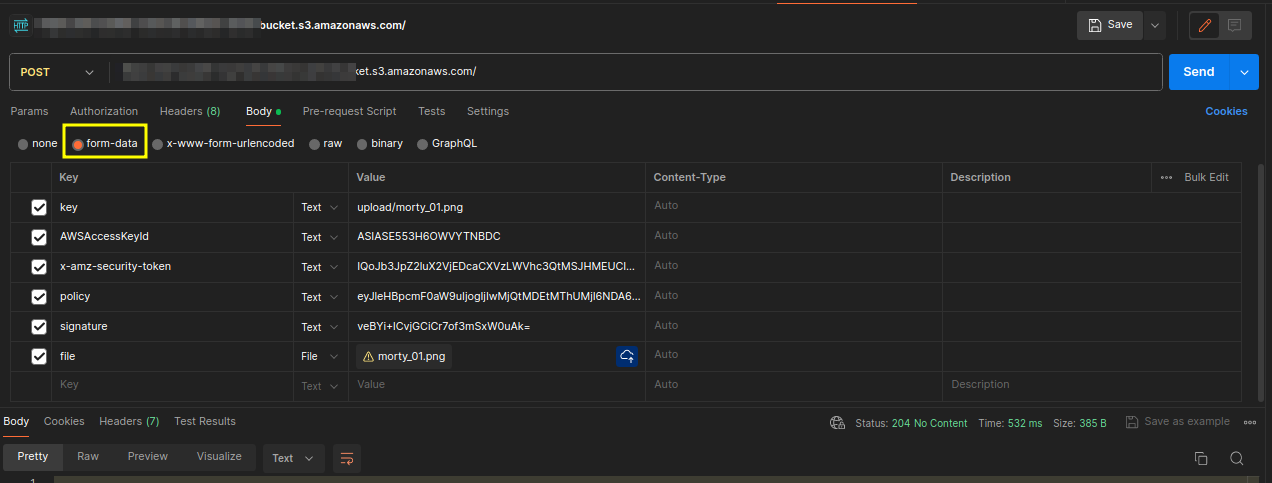 HTTP bucket.s3.amazonaws.com/ Save
POST ket.s3.amazonaws.com/ Send
Params Authorization Headers (8) Body Pre-request Script Tests Settings Cookies
none form-data x-www-form-urlencoded raw binary GraphQL
Key Value Content-Type Description Bulk Edit
key Text upload/morty_01.png Auto
AWSAccessKeyId Text ASIASE553H6OWVYTNBDC Auto
x-amz-security-token Text IQoJb3JpZ2luX2VjEDcaCXVzLWVhc3QtMSJHMEUCI... Auto
policy Text eyJleHBpcmF0aW9uIjogIjIwMjQtMDEtMThUMjI6NDA6... Auto
signature Text veBYi+ICvjGCiCr7of3mSxW0uAk= Auto
file File morty_01.png Auto
Key Text Value Auto Description
Body Cookies Headers (7) Test Results Status: 204 No Content Time: 532 ms Size: 385 B Save as example
Pretty Raw Preview Visualize Text
1